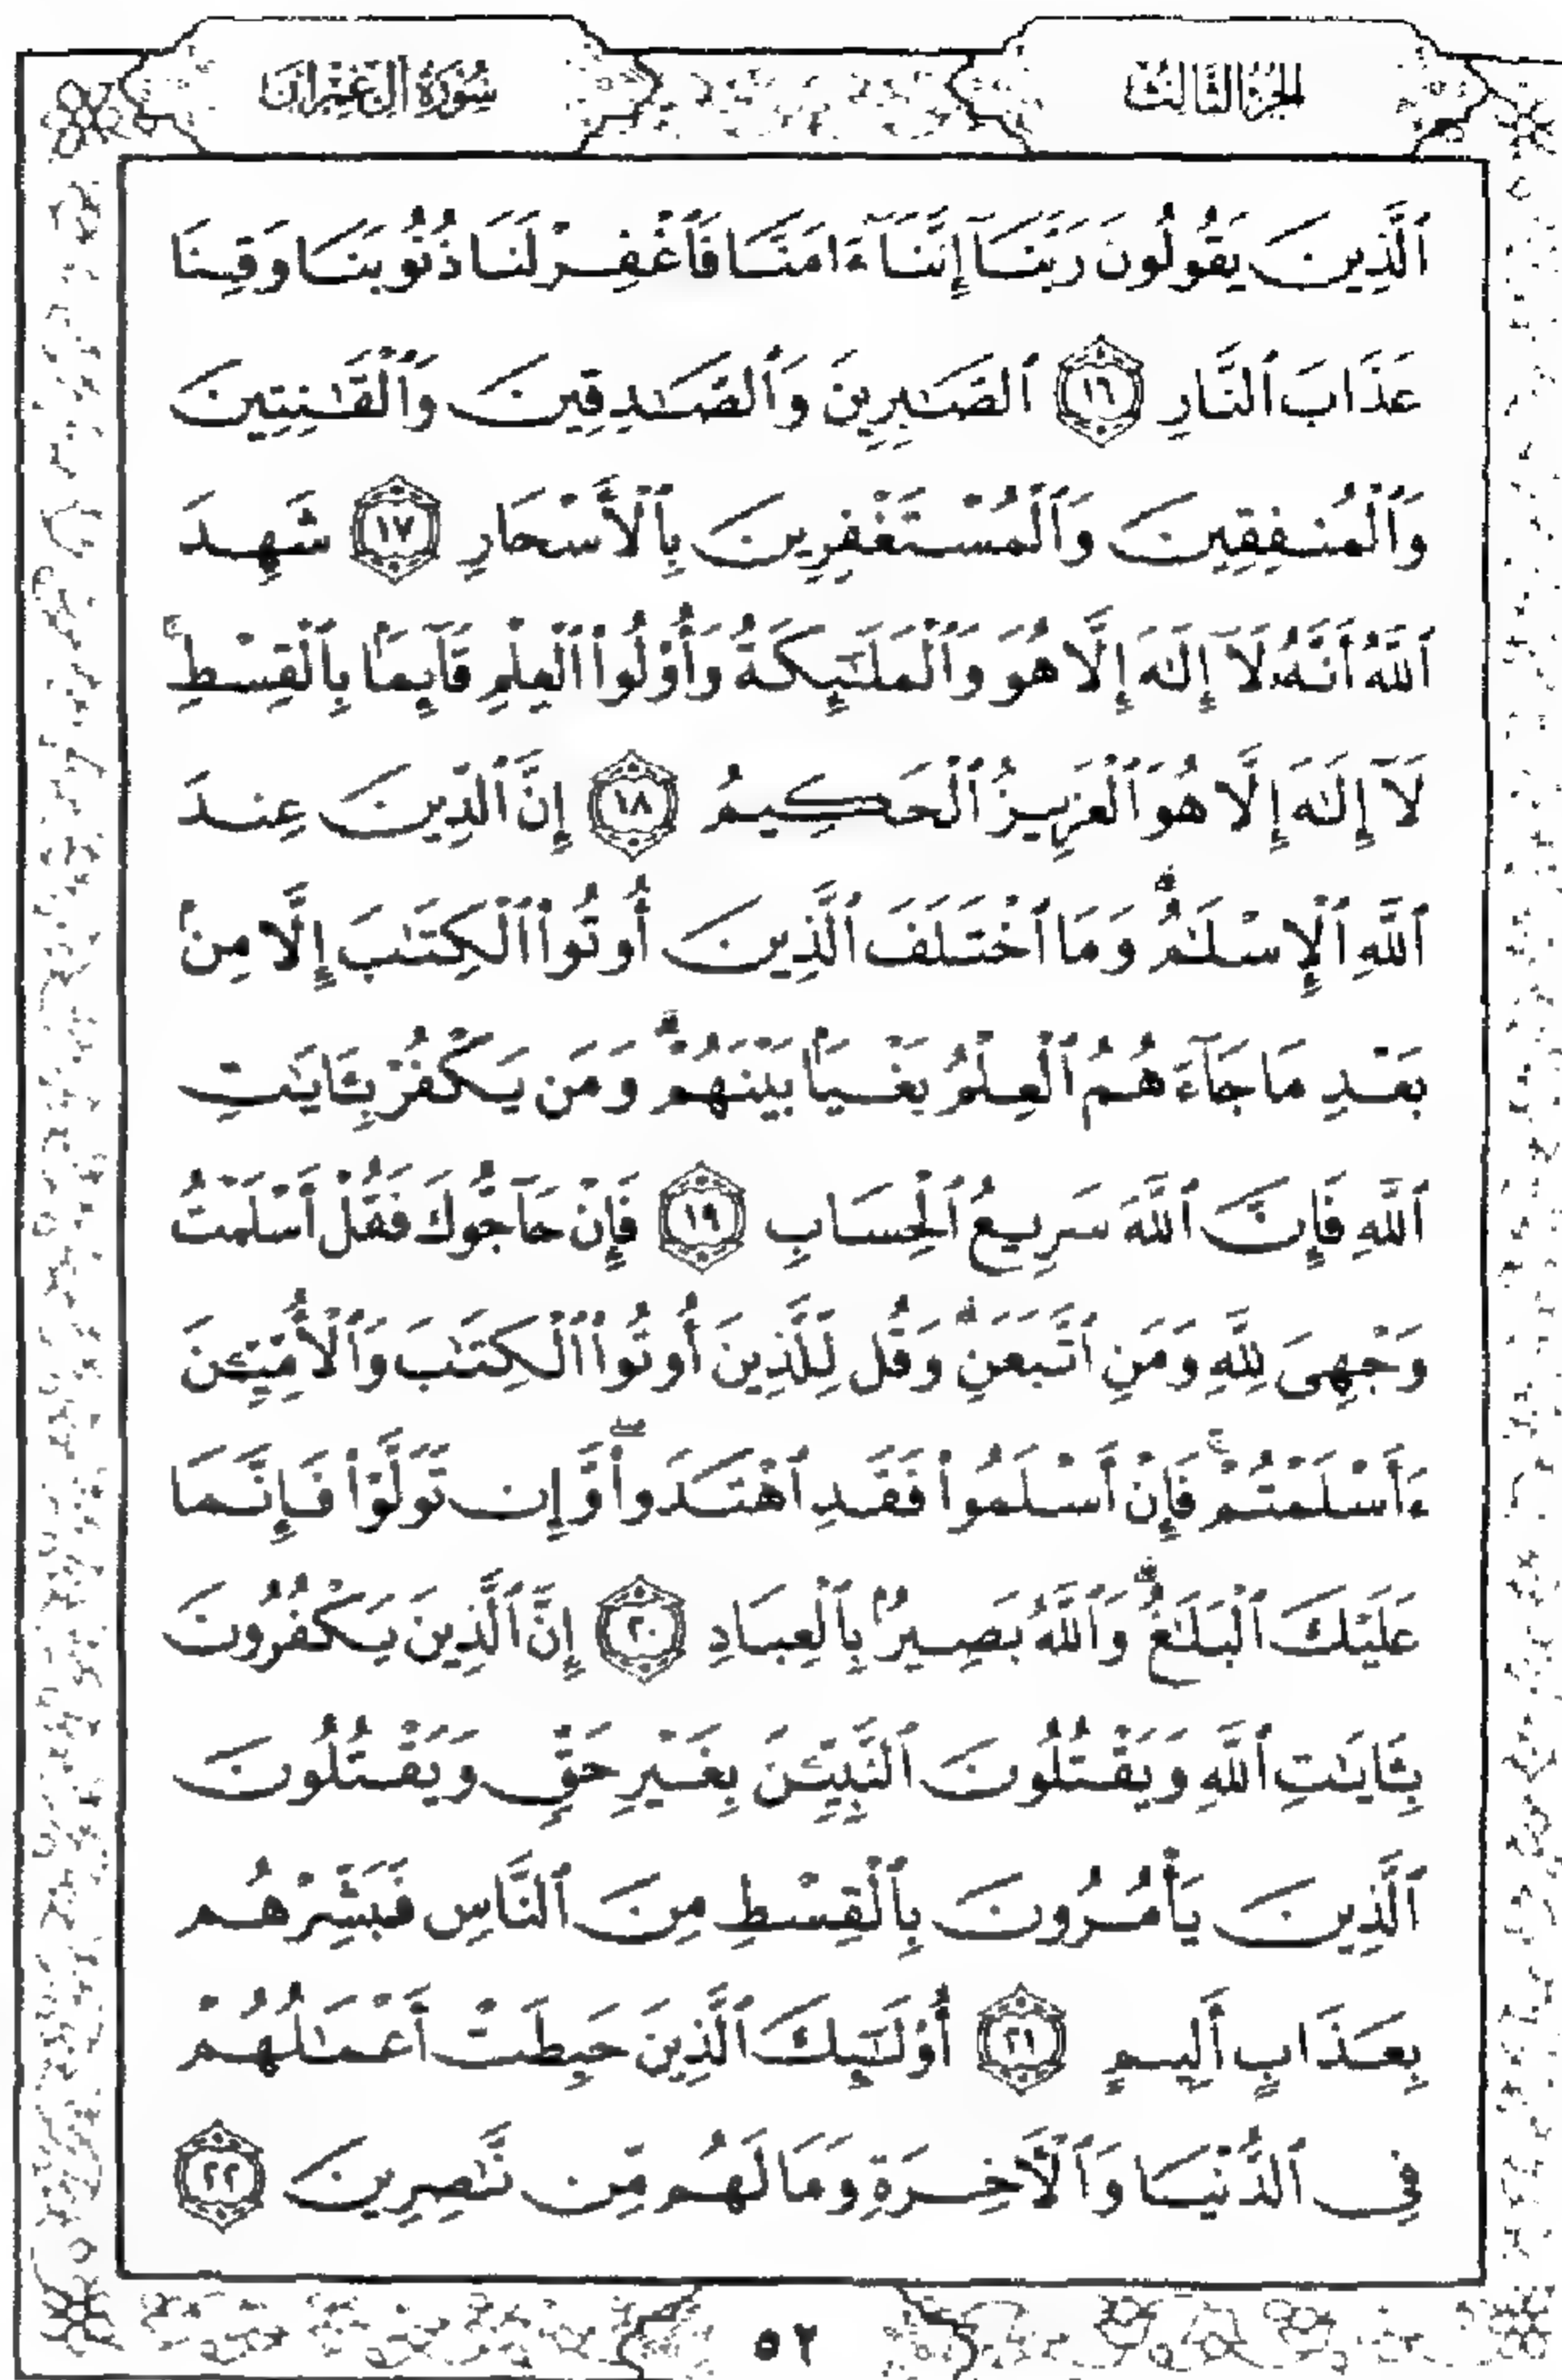 الجزء الثالث
سورة آل عمران
ٱلَّذِينَ يَقُولُونَ رَبَّنَآ إِنَّنَآ ءَامَنَّا فَٱغْفِرْ لَنَا ذُنُوبَنَا وَقِنَا
عَذَابَ ٱلنَّارِ ١٦ ٱلصَّٰبِرِينَ وَٱلصَّٰدِقِينَ وَٱلْقَٰنِتِينَ
وَٱلْمُنفِقِينَ وَٱلْمُسْتَغْفِرِينَ بِٱلْأَسْحَارِ ١٧ شَهِدَ
ٱللَّهُ أَنَّهُۥ لَآ إِلَٰهَ إِلَّا هُوَ وَٱلْمَلَٰٓئِكَةُ وَأُو۟لُوا۟ ٱلْعِلْمِ قَآئِمًۢا بِٱلْقِسْطِ ۚ
لَآ إِلَٰهَ إِلَّا هُوَ ٱلْعَزِيزُ ٱلْحَكِيمُ ١٨ إِنَّ ٱلدِّينَ عِندَ
ٱللَّهِ ٱلْإِسْلَٰمُ ۗ وَمَا ٱخْتَلَفَ ٱلَّذِينَ أُوتُوا۟ ٱلْكِتَٰبَ إِلَّا مِنۢ
بَعْدِ مَا جَآءَهُمُ ٱلْعِلْمُ بَغْيًۢا بَيْنَهُمْ ۗ وَمَن يَكْفُرْ بِـَٔايَٰتِ
ٱللَّهِ فَإِنَّ ٱللَّهَ سَرِيعُ ٱلْحِسَابِ ١٩ فَإِنْ حَآجُّوكَ فَقُلْ أَسْلَمْتُ
وَجْهِىَ لِلَّهِ وَمَنِ ٱتَّبَعَنِ ۗ وَقُل لِّلَّذِينَ أُوتُوا۟ ٱلْكِتَٰبَ وَٱلْأُمِّيِّـۧنَ
ءَأَسْلَمْتُمْ ۚ فَإِنْ أَسْلَمُوا۟ فَقَدِ ٱهْتَدَوا۟ ۖ وَّإِن تَوَلَّوْا۟ فَإِنَّمَا
عَلَيْكَ ٱلْبَلَٰغُ ۗ وَٱللَّهُ بَصِيرٌۢ بِٱلْعِبَادِ ٢٠ إِنَّ ٱلَّذِينَ يَكْفُرُونَ
بِـَٔايَٰتِ ٱللَّهِ وَيَقْتُلُونَ ٱلنَّبِيِّـۧنَ بِغَيْرِ حَقٍّ وَيَقْتُلُونَ
ٱلَّذِينَ يَأْمُرُونَ بِٱلْقِسْطِ مِنَ ٱلنَّاسِ فَبَشِّرْهُم
بِعَذَابٍ أَلِيمٍ ٢١ أُو۟لَٰٓئِكَ ٱلَّذِينَ حَبِطَتْ أَعْمَٰلُهُمْ
فِى ٱلدُّنْيَا وَٱلْءَاخِرَةِ وَمَا لَهُم مِّن نَّٰصِرِينَ ٢٢
٥٢